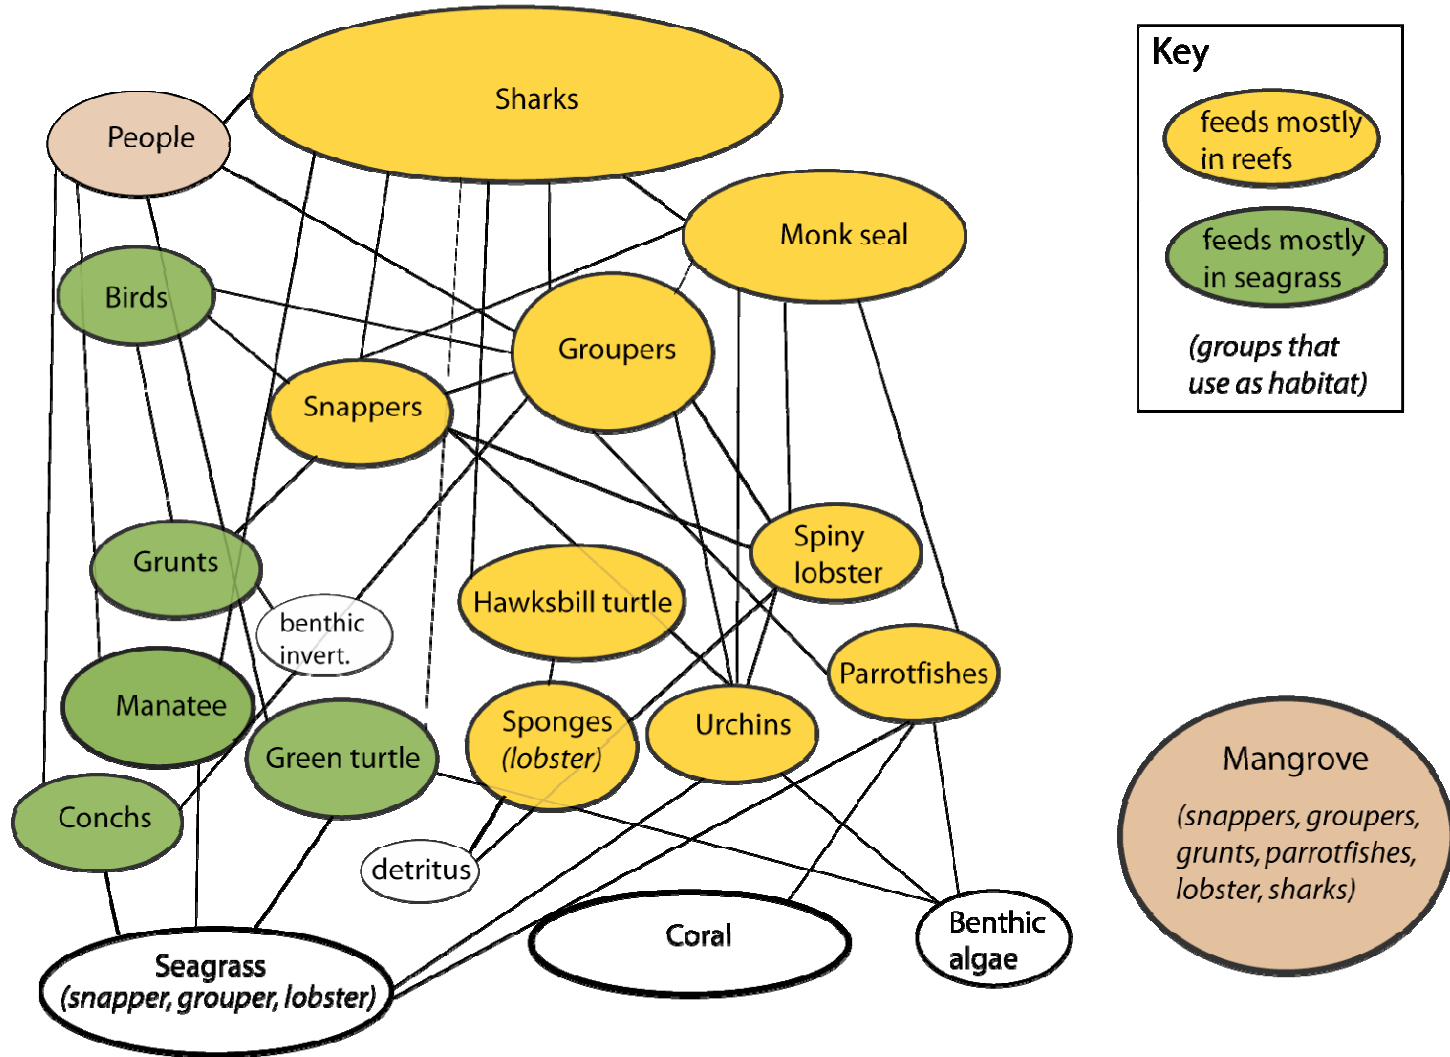 Sharks
People
Monk seal
Birds
Groupers
Snappers
Grunts
Spiny
lobster
Hawksbill turtle
benthic
invert.
Parrotfishes
Manatee
Sponges
(lobster)
Urchins
Green turtle
Conchs
detritus
Seagrass
(snapper, grouper, lobster)
Coral
Benthic
algae
Key
feeds mostly
in reefs
feeds mostly
in seagrass
(groups that
use as habitat)
Mangrove
(snappers, groupers,
grunts, parrotfishes,
lobster, sharks)